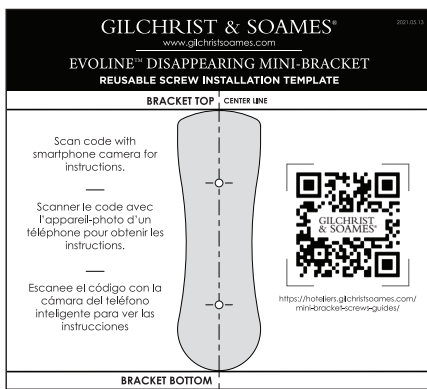 GILCHRIST & SOAMES®
2021.05.13
www.gilchristsoames.com
EVOLINE™ DISAPPEARING MINI-BRACKET
REUSABLE SCREW INSTALLATION TEMPLATE
BRACKET TOP
CENTER LINE
Scan code with
smartphone camera for
instructions.
Scanner le code avec
l'appareil-photo d'un
téléphone pour obtenir les
instructions.
Escanee el código con la
cámara del teléfono
inteligente para ver las
instrucciones
GILCHRIST
& SOAMES®
https://hoteliers.gilchristsoames.com/
mini-bracket-screws-guides/
BRACKET BOTTOM